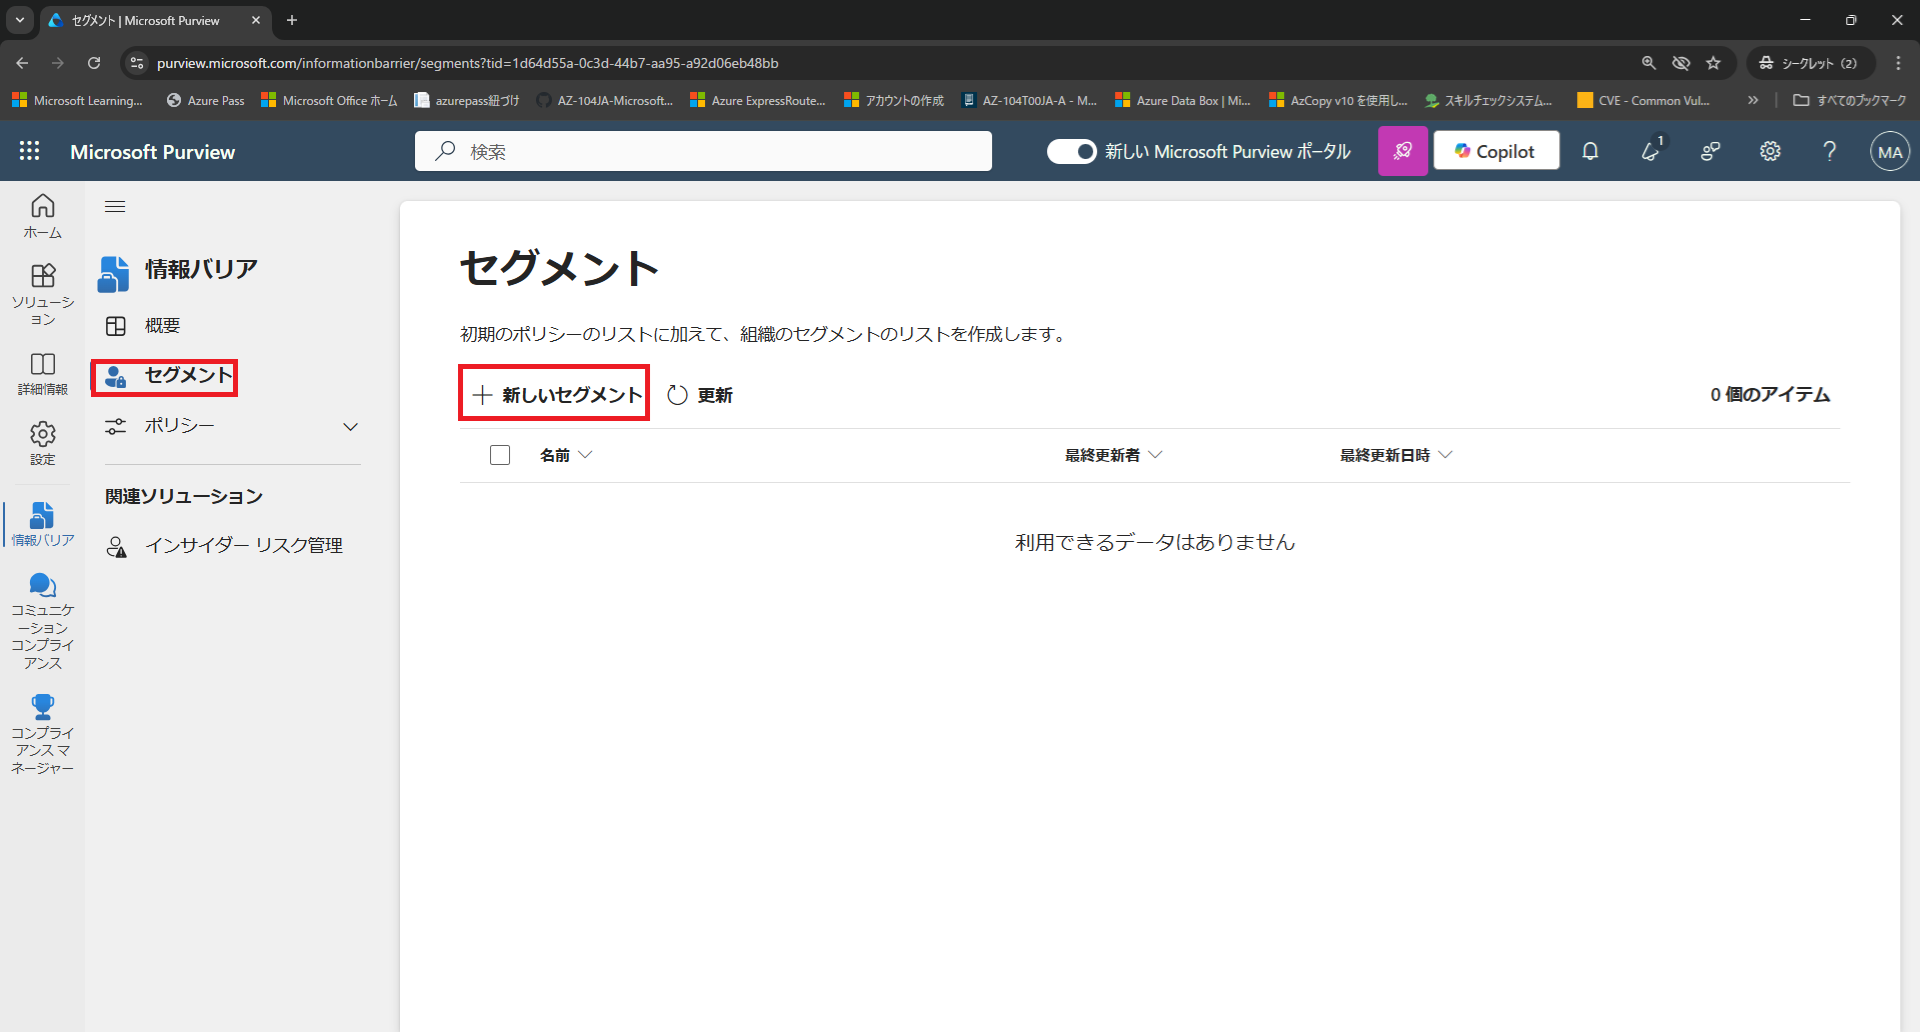 セグメント | Microsoft Purview
purview.microsoft.com/informationbarrier/segments?tid=1d64d55a-0c3d-44b7-aa95-a92d06eb48bb
シークレット (2)
Microsoft Learning...
Azure Pass
Microsoft Office ホーム
azurepass紐づけ
AZ-104JA-Microsoft...
Azure ExpressRoute...
アカウントの作成
AZ-104T00JA-A - M...
Azure Data Box | Mi...
AzCopy v10 を使用し...
スキルチェックシステム...
CVE - Common Vul...
すべてのブックマーク
Microsoft Purview
検索
新しい Microsoft Purview ポータル
Copilot
1
MA
ホーム
ソリューシ
ョン
詳細情報
設定
情報バリア
コミュニケ
ーション
コンプライ
アンス
コンプライ
アンス マ
ネージャー
情報バリア
概要
セグメント
ポリシー
関連ソリューション
インサイダー リスク管理
セグメント
初期のポリシーのリストに加えて、組織のセグメントのリストを作成します。
新しいセグメント
更新
0 個のアイテム
名前
最終更新者
最終更新日時
利用できるデータはありません